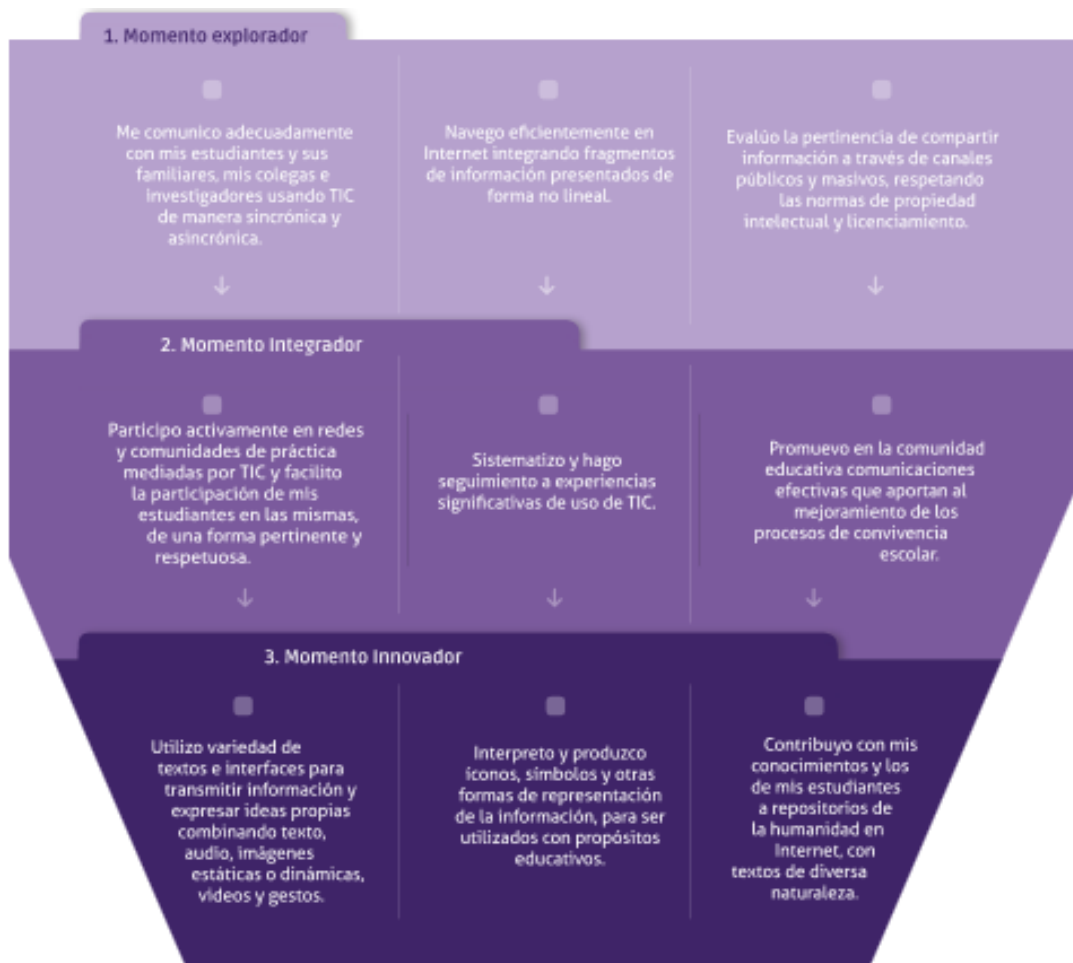 1. Momento explorador
Me comunico adecuadamente
con mis estudiantes y sus
familiares, mis colegas e
investigadores usando TIC
de manera sincrónica y
asincrónica.
Navego eficientemente en
Internet integrando fragmentos
de información presentados de
forma no lineal.
Evalúo la pertinencia de compartir
información a través de canales
públicos y masivos, respetando
las normas de propiedad
intelectual y licenciamiento.
2. Momento Integrador
Participo activamente en redes
y comunidades de práctica
mediadas por TIC y facilito
la participación de mis
estudiantes en las mismas,
de una forma pertinente y
respetuosa.
Sistematizo y hago
seguimiento a experiencias
significativas de uso de TIC.
Promuevo en la comunidad
educativa comunicaciones
efectivas que aportan al
mejoramiento de los
procesos de convivencia
escolar.
3. Momento Innovador
Utilizo variedad de
textos e interfaces para
transmitir información y
expresar ideas propias
combinando texto,
audio, imágenes
estáticas o dinámicas,
videos y gestos.
Interpreto y produzco
íconos, símbolos y otras
formas de representación
de la información, para ser
utilizados con propósitos
educativos.
Contribuyo con mis
conocimientos y los
de mis estudiantes
a repositorios de
la humanidad en
Internet, con
textos de diversa
naturaleza.